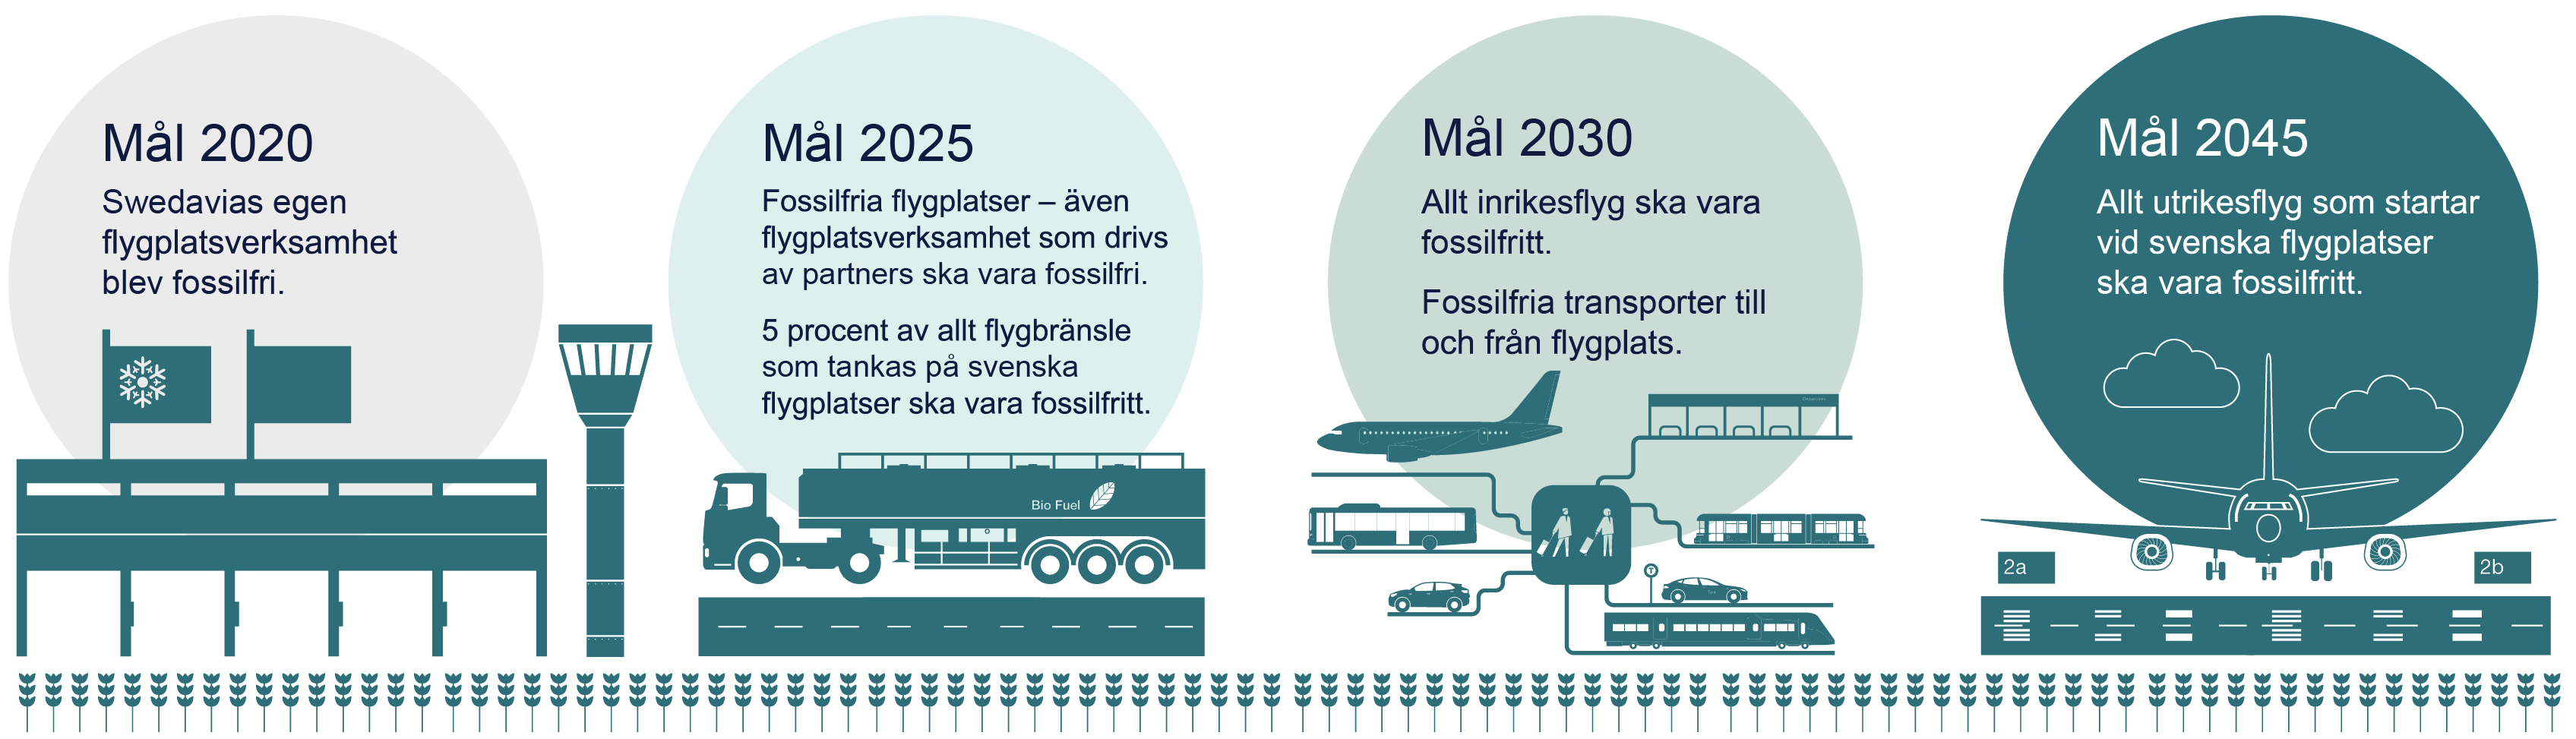 Mål 2020
Swedavias egen
flygplatsverksamhet
blev fossilfri.
Mål 2025
Fossilfria flygplatser – även
flygplatsverksamhet som drivs
av partners ska vara fossilfri.
5 procent av allt flygbränsle
som tankas på svenska
flygplatser ska vara fossilfritt.
Bio Fuel
Mål 2030
Allt inrikesflyg ska vara
fossilfritt.
Fossilfria transporter till
och från flygplats.
T
Mål 2045
Allt utrikesflyg som startar
vid svenska flygplatser
ska vara fossilfritt.
2a
2b